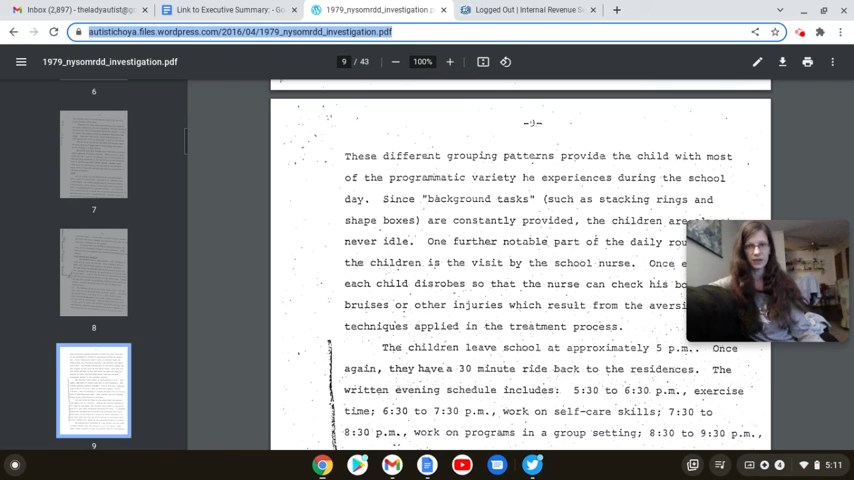 Inbox (2,897) - theladyautist@g
Link to Executive Summary: - Go
1979_nysomrdd_investigation.p
Logged Out | Internal Revenue Se
autistichoya.files.wordpress.com/2016/04/1979_nysomrdd_investigation.pdf
1979_nysomrdd_investigation.pdf
9 / 43
100%
6
7
8
9
-9-
These different grouping patterns provide the child with most
of the programmatic variety he experiences during the school
day. Since "background tasks" (such as stacking rings and
shape boxes) are constantly provided, the children are
never idle. One further notable part of the daily rou
the children is the visit by the school nurse. Once e
each child disrobes so that the nurse can check his bo
bruises or other injuries which result from the aversi
techniques applied in the treatment process.
The children leave school at approximately 5 p.m. Once
again, they have a 30 minute ride back to the residences. The
written evening schedule includes: 5:30 to 6:30 p.m., exercise
time; 6:30 to 7:30 p.m., work on self-care skills; 7:30 to
8:30 p.m., work on programs in a group setting; 8:30 to 9:30 p.m.,
4
5:11